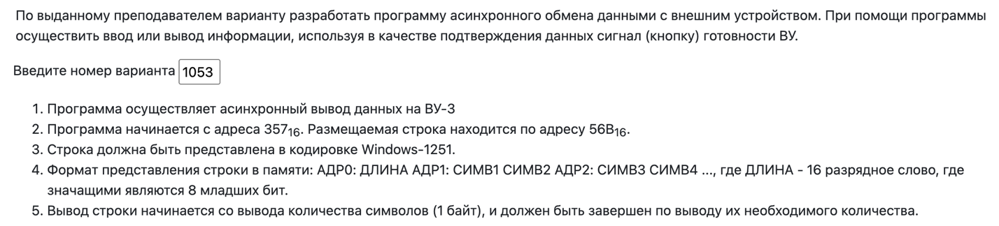 По выданному преподавателем варианту разработать программу асинхронного обмена данными с внешним устройством. При помощи программы
осуществить ввод или вывод информации, используя в качестве подтверждения данных сигнал (кнопку) готовности ВУ.
Введите номер варианта 1053
1. Программа осуществляет асинхронный вывод данных на ВУ-3
2. Программа начинается с адреса 357₁₆. Размещаемая строка находится по адресу 56B₁₆.
3. Строка должна быть представлена в кодировке Windows-1251.
4. Формат представления строки в памяти: АДР0: ДЛИНА АДР1: СИМВ1 СИМВ2 АДР2: СИМВ3 СИМВ4 ..., где ДЛИНА - 16 разрядное слово, где
значащими являются 8 младших бит.
5. Вывод строки начинается со вывода количества символов (1 байт), и должен быть завершен по выводу их необходимого количества.